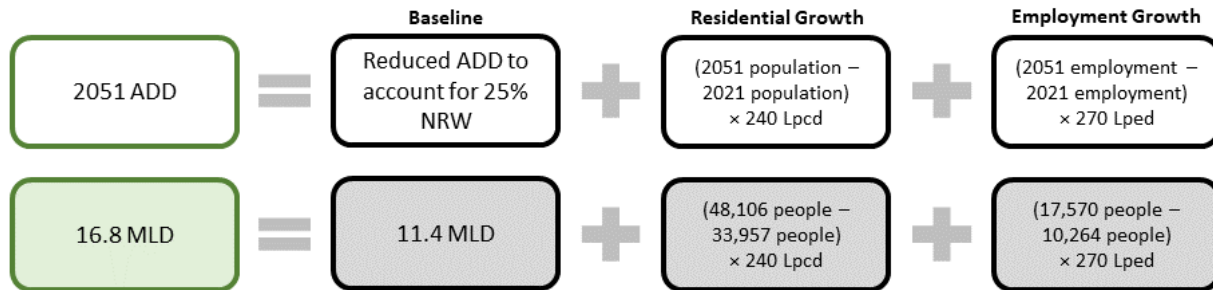 Baseline
Residential Growth
Employment Growth
2051 ADD
Reduced ADD to
account for 25%
NRW
(2051 population –
2021 population)
× 240 Lpcd
(2051 employment –
2021 employment)
× 270 Lped
16.8 MLD
11.4 MLD
(48,106 people –
33,957 people)
× 240 Lpcd
(17,570 people –
10,264 people)
× 270 Lped